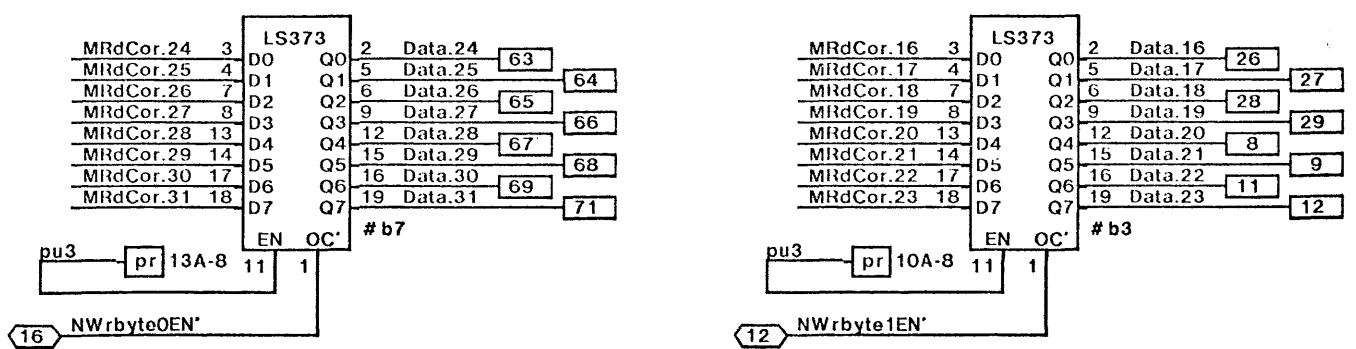 LS373
MRdCor.24 3 D0 Q0 2 Data.24 63
MRdCor.25 4 D1 Q1 5 Data.25 64
MRdCor.26 7 D2 Q2 6 Data.26 65
MRdCor.27 8 D3 Q3 9 Data.27 66
MRdCor.28 13 D4 Q4 12 Data.28 67
MRdCor.29 14 D5 Q5 15 Data.29 68
MRdCor.30 17 D6 Q6 16 Data.30 69
MRdCor.31 18 D7 Q7 19 Data.31 71
EN OC' # b7
pu3 pr 13A-8 11 1
16 NWrbyte0EN'
LS373
MRdCor.16 3 D0 Q0 2 Data.16 26
MRdCor.17 4 D1 Q1 5 Data.17 27
MRdCor.18 7 D2 Q2 6 Data.18 28
MRdCor.19 8 D3 Q3 9 Data.19 29
MRdCor.20 13 D4 Q4 12 Data.20 8
MRdCor.21 14 D5 Q5 15 Data.21 9
MRdCor.22 17 D6 Q6 16 Data.22 11
MRdCor.23 18 D7 Q7 19 Data.23 12
EN OC' # b3
pu3 pr 10A-8 11 1
12 NWrbyte1EN'